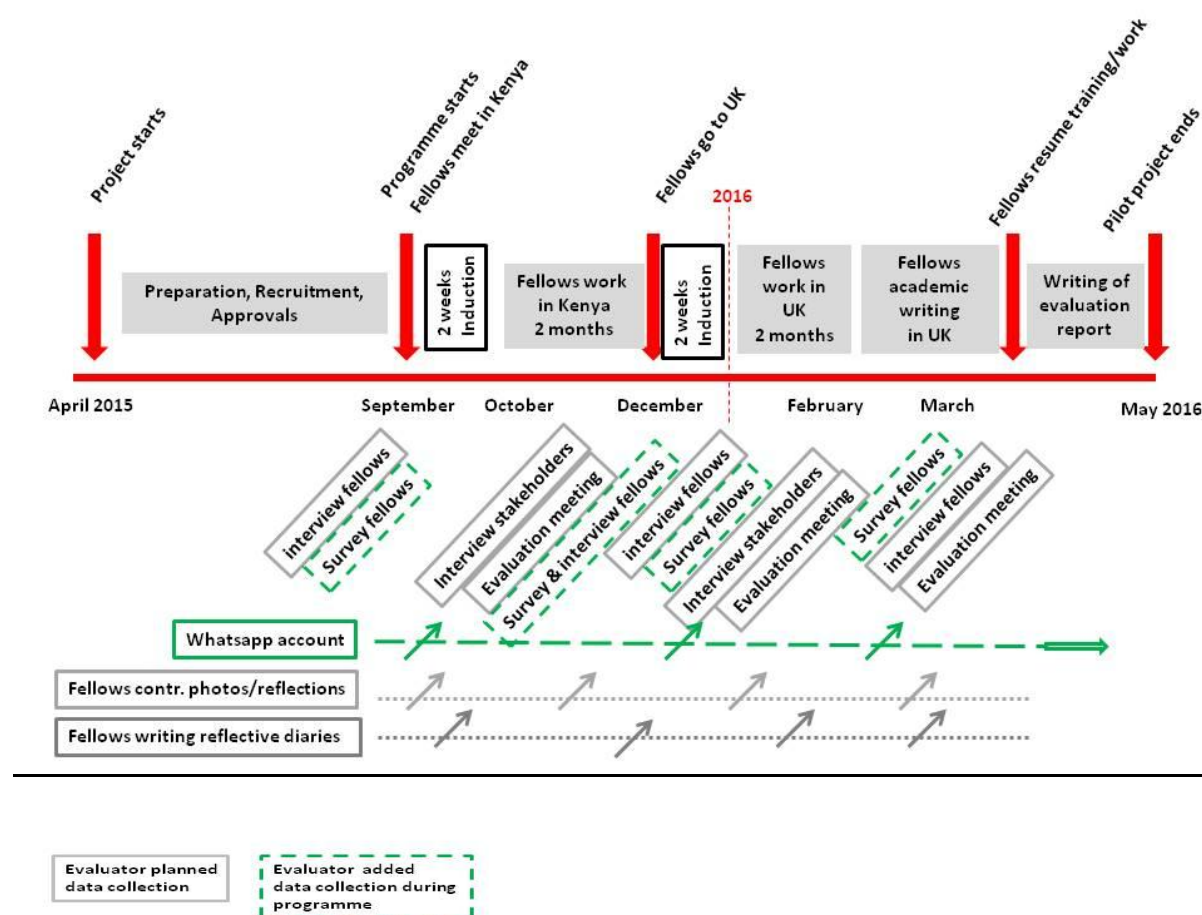 Project starts
Programme starts
Fellows meet in Kenya
Fellows go to UK
2016
Fellows resume training/work
Pilot project ends
Preparation, Recruitment,
Approvals
2 weeks
Induction
Fellows work
in Kenya
2 months
2 weeks
Induction
Fellows
work in
UK
2 months
Fellows
academic
writing
in UK
Writing of
evaluation
report
April 2015
September
October
December
February
March
May 2016
interview fellows
Survey fellows
Interview stakeholders
Evaluation meeting
Survey & interview fellows
interview fellows
Survey fellows
Interview stakeholders
Evaluation meeting
Survey fellows
interview fellows
Evaluation meeting
Whatsapp account
Fellows contr. photos/reflections
Fellows writing reflective diaries
Evaluator planned
data collection
Evaluator added
data collection during
programme